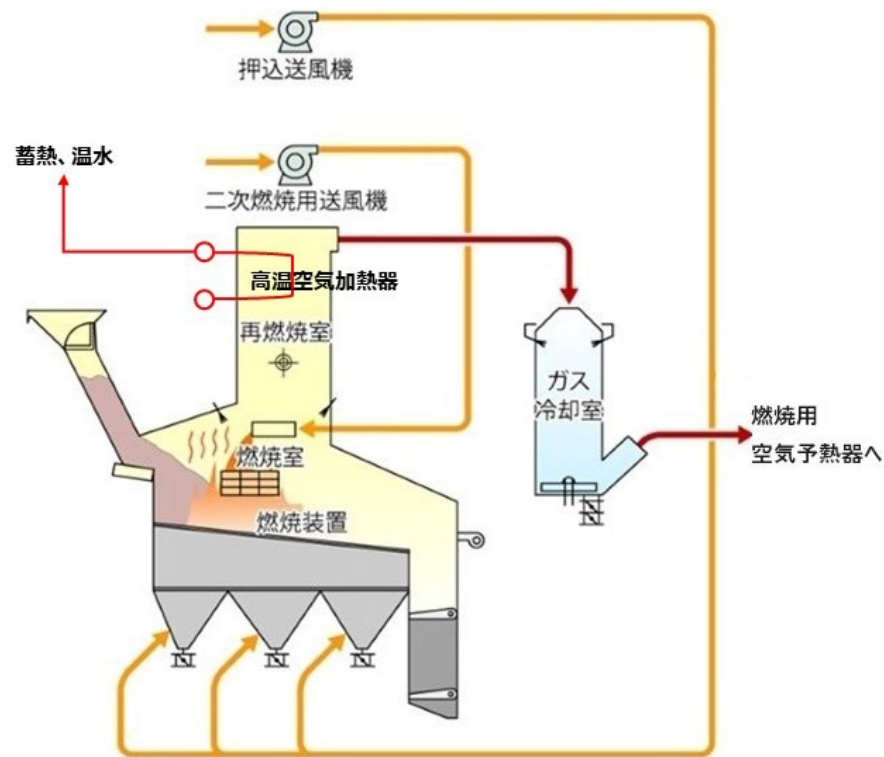 押込送風機
蓄熱、温水
二次燃焼用送風機
高温空気加熱器
再燃焼室
ガス
冷却室
燃焼用
空気予熱器へ
燃焼室
燃焼装置